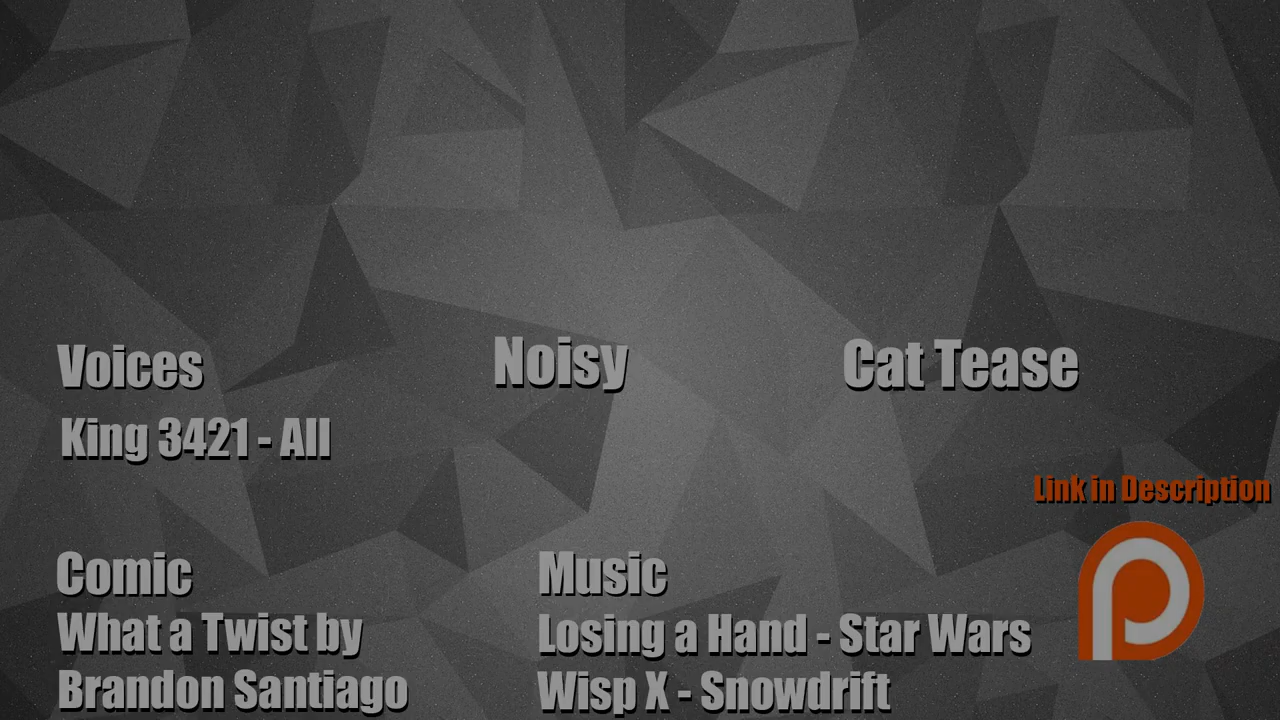 Voices
Noisy
Cat Tease
King 3421 - All
Link in Description
Comic
What a Twist by
Brandon Santiago
Music
Losing a Hand - Star Wars
Wisp X - Snowdrift